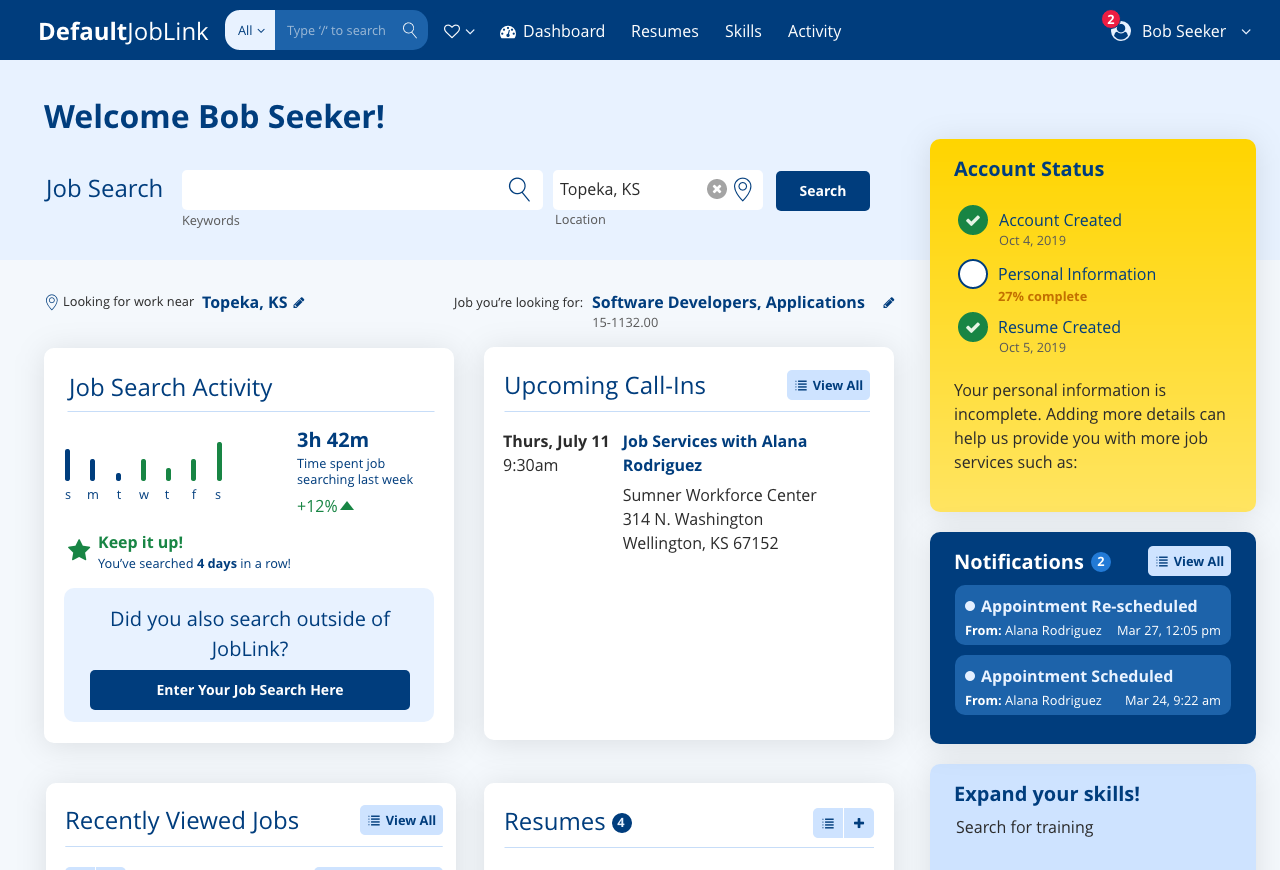 DefaultJobLink
All
Type ‘/’ to search
Dashboard
Resumes
Skills
Activity
2
Bob Seeker
Welcome Bob Seeker!
Job Search
Keywords
Topeka, KS
Location
Search
Looking for work near Topeka, KS
Job you’re looking for: Software Developers, Applications
15-1132.00
Job Search Activity
3h 42m
Time spent job
searching last week
+12%
s m t w t f s
Keep it up!
You’ve searched 4 days in a row!
Did you also search outside of
JobLink?
Enter Your Job Search Here
Upcoming Call-Ins
View All
Thurs, July 11
9:30am
Job Services with Alana
Rodriguez
Sumner Workforce Center
314 N. Washington
Wellington, KS 67152
Account Status
Account Created
Oct 4, 2019
Personal Information
27% complete
Resume Created
Oct 5, 2019
Your personal information is
incomplete. Adding more details can
help us provide you with more job
services such as:
Notifications 2
View All
Appointment Re-scheduled
From: Alana Rodriguez Mar 27, 12:05 pm
Appointment Scheduled
From: Alana Rodriguez Mar 24, 9:22 am
Recently Viewed Jobs
View All
Resumes 4
Expand your skills!
Search for training